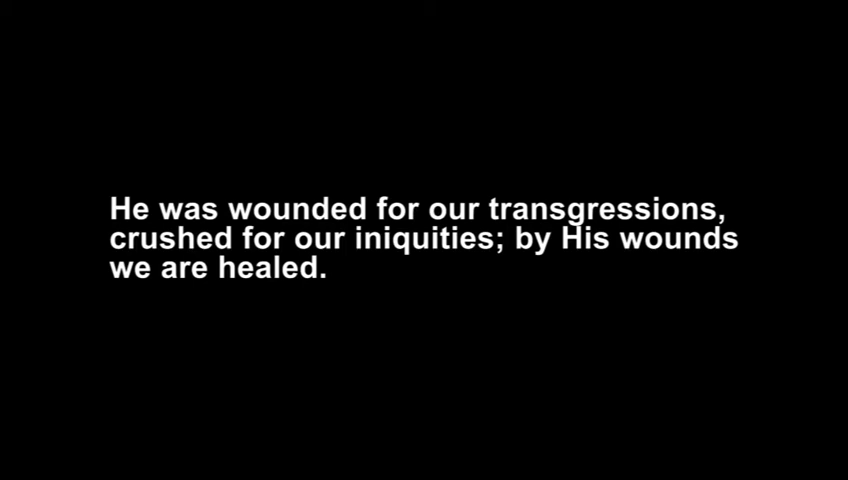 He was wounded for our transgressions,
crushed for our iniquities; by His wounds
we are healed.